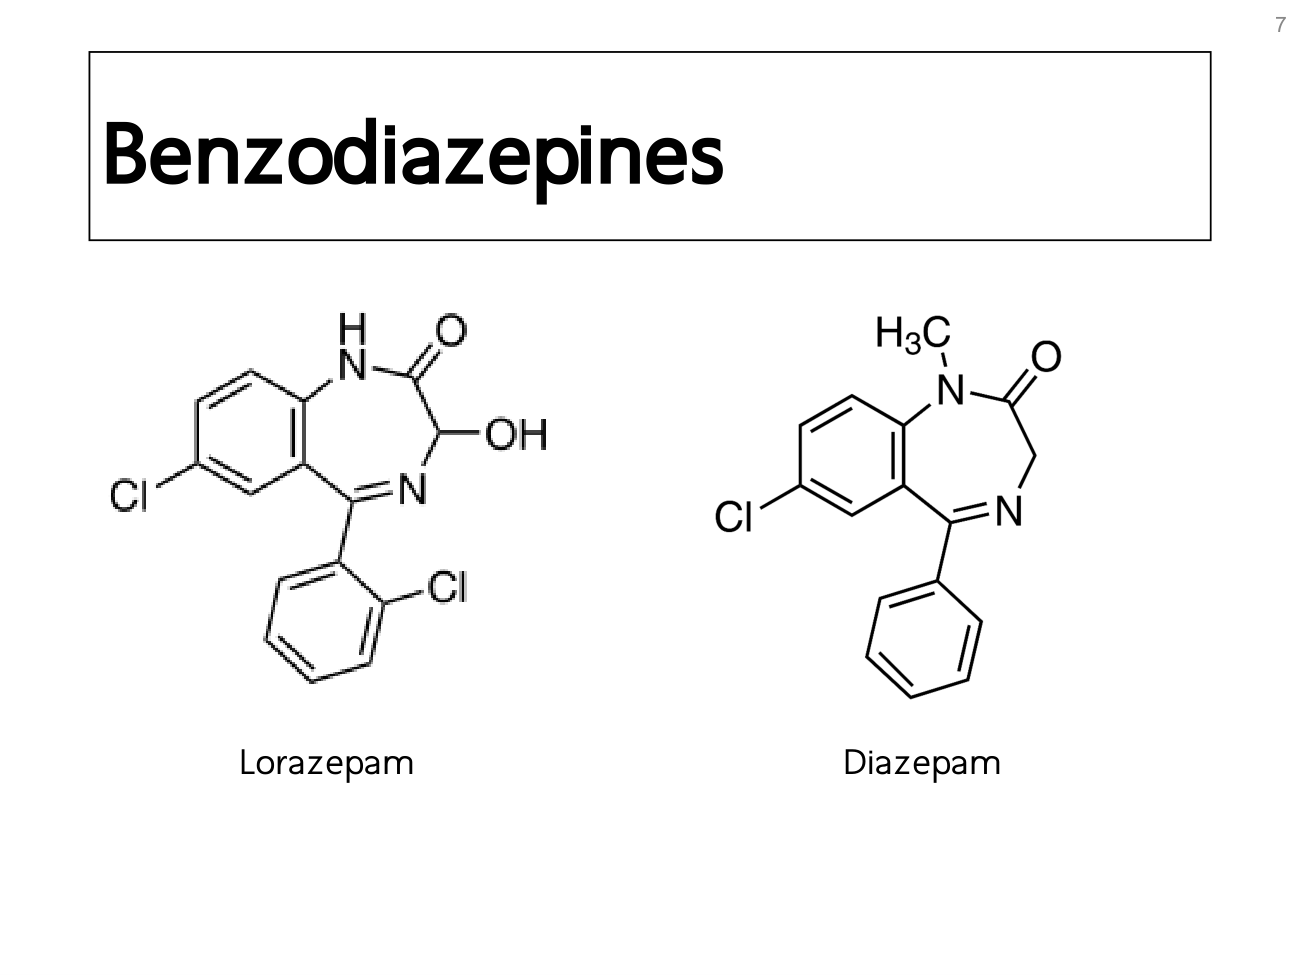 7
Benzodiazepines
H
N
O
OH
N
Cl
Cl
Lorazepam
H₃C
N
O
N
Cl
Diazepam